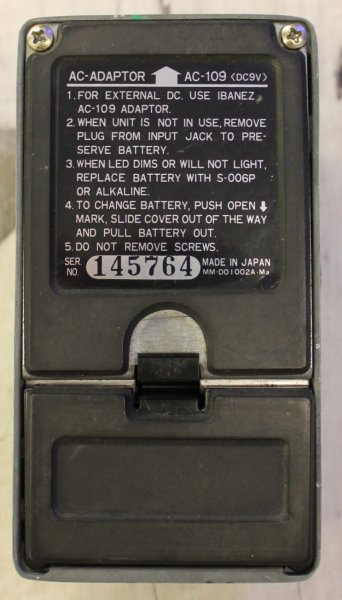 AC-ADAPTOR AC-109 <DC9V>
1. FOR EXTERNAL DC. USE IBANEZ
AC-109 ADAPTOR.
2. WHEN UNIT IS NOT IN USE, REMOVE
PLUG FROM INPUT JACK TO PRE-
SERVE BATTERY.
3. WHEN LED DIMS OR WILL NOT LIGHT,
REPLACE BATTERY WITH S-006P
OR ALKALINE.
4. TO CHANGE BATTERY, PUSH OPEN ⬇
MARK, SLIDE COVER OUT OF THE WAY
AND PULL BATTERY OUT.
5. DO NOT REMOVE SCREWS.
SER. NO. 145764 MADE IN JAPAN
MM-DO1002A-Ma